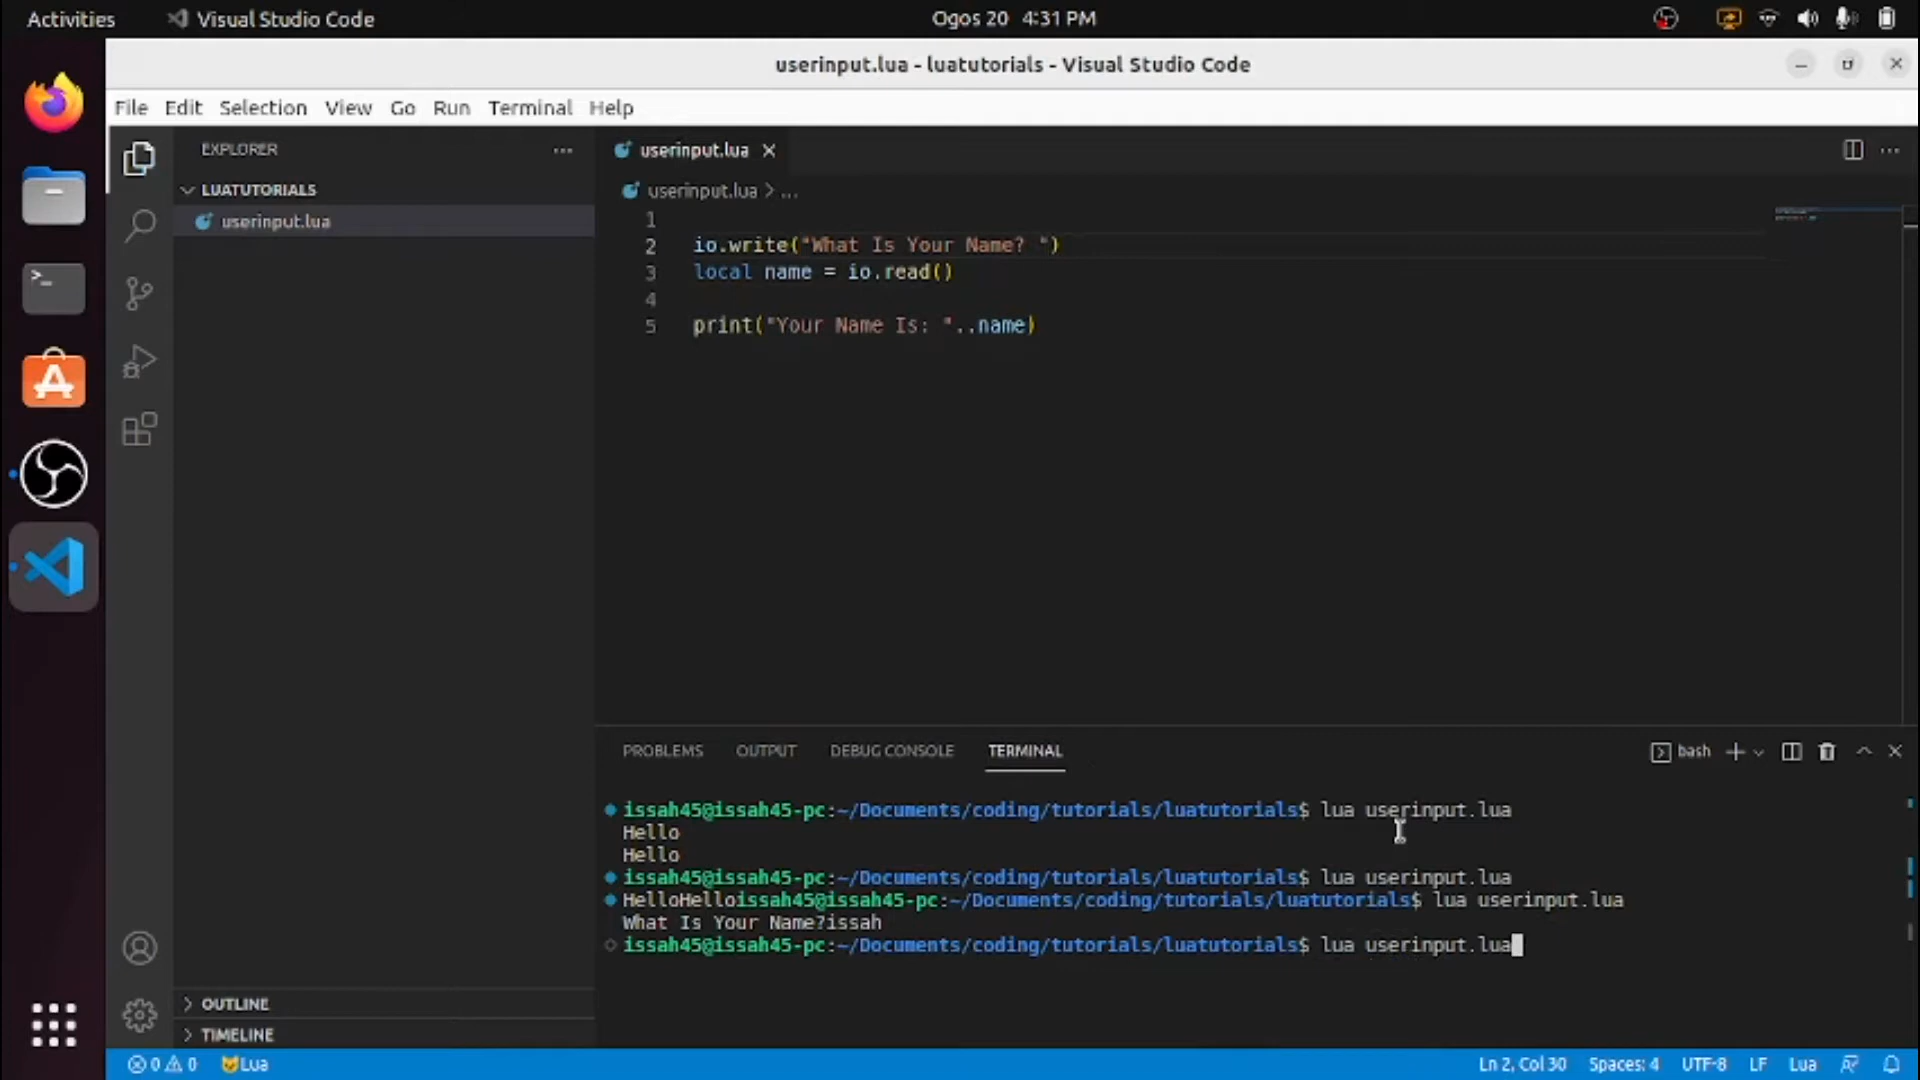 Activities
Visual Studio Code
Ogos 20 4:31 PM
userinput.lua - luatutorials - Visual Studio Code
File Edit Selection View Go Run Terminal Help
EXPLORER
LUATUTORIALS
userinput.lua
OUTLINE
TIMELINE
userinput.lua
userinput.lua > ...
1
2 io.write("What Is Your Name? ")
3 local name = io.read()
4
5 print("Your Name Is: "..name)
PROBLEMS OUTPUT DEBUG CONSOLE TERMINAL
bash
issah45@issah45-pc:~/Documents/coding/tutorials/luatutorials$ lua userinput.lua
Hello
Hello
issah45@issah45-pc:~/Documents/coding/tutorials/luatutorials$ lua userinput.lua
HelloHelloissah45@issah45-pc:~/Documents/coding/tutorials/luatutorials$ lua userinput.lua
What Is Your Name?issah
issah45@issah45-pc:~/Documents/coding/tutorials/luatutorials$ lua userinput.lua
0 0 Lua
Ln 2, Col 30 Spaces: 4 UTF-8 LF Lua